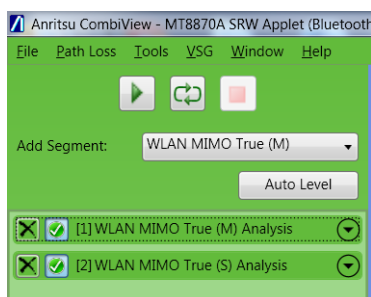 Anritsu CombiView - MT8870A SRW Applet (Bluetooth
File Path Loss Tools VSG Window Help
Add Segment: WLAN MIMO True (M)
Auto Level
[1] WLAN MIMO True (M) Analysis
[2] WLAN MIMO True (S) Analysis